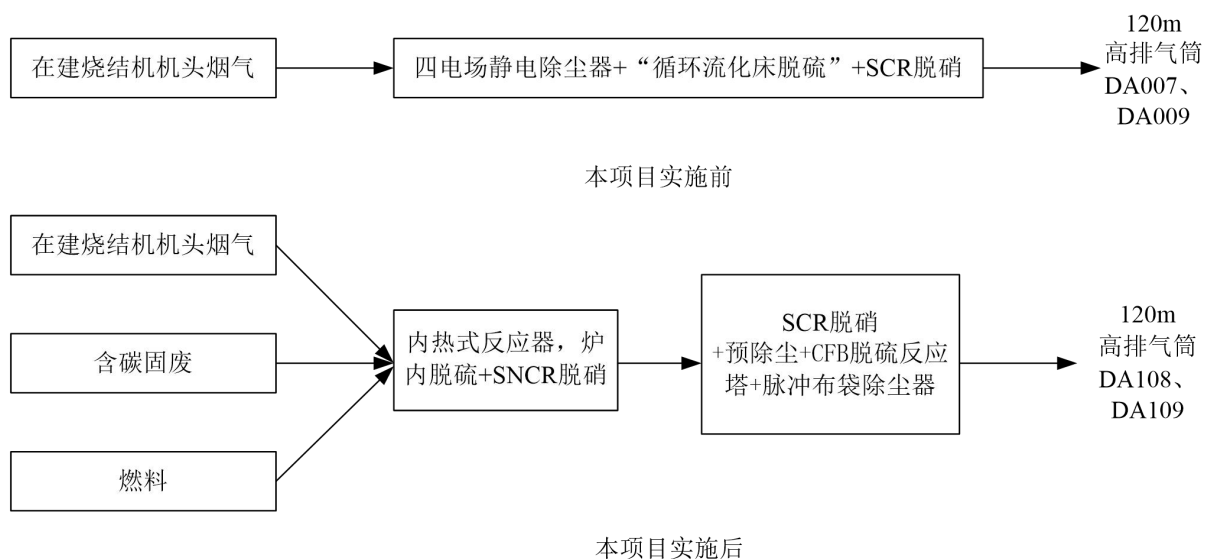 在建烧结机机头烟气
四电场静电除尘器+“循环流化床脱硫”+SCR脱硝
120m
高排气筒
DA007、
DA009
本项目实施前
在建烧结机机头烟气
含碳固废
燃料
内热式反应器，炉
内脱硫+SNCR脱硝
SCR脱硝
+预除尘+CFB脱硫反应
塔+脉冲布袋除尘器
120m
高排气筒
DA108、
DA109
本项目实施后